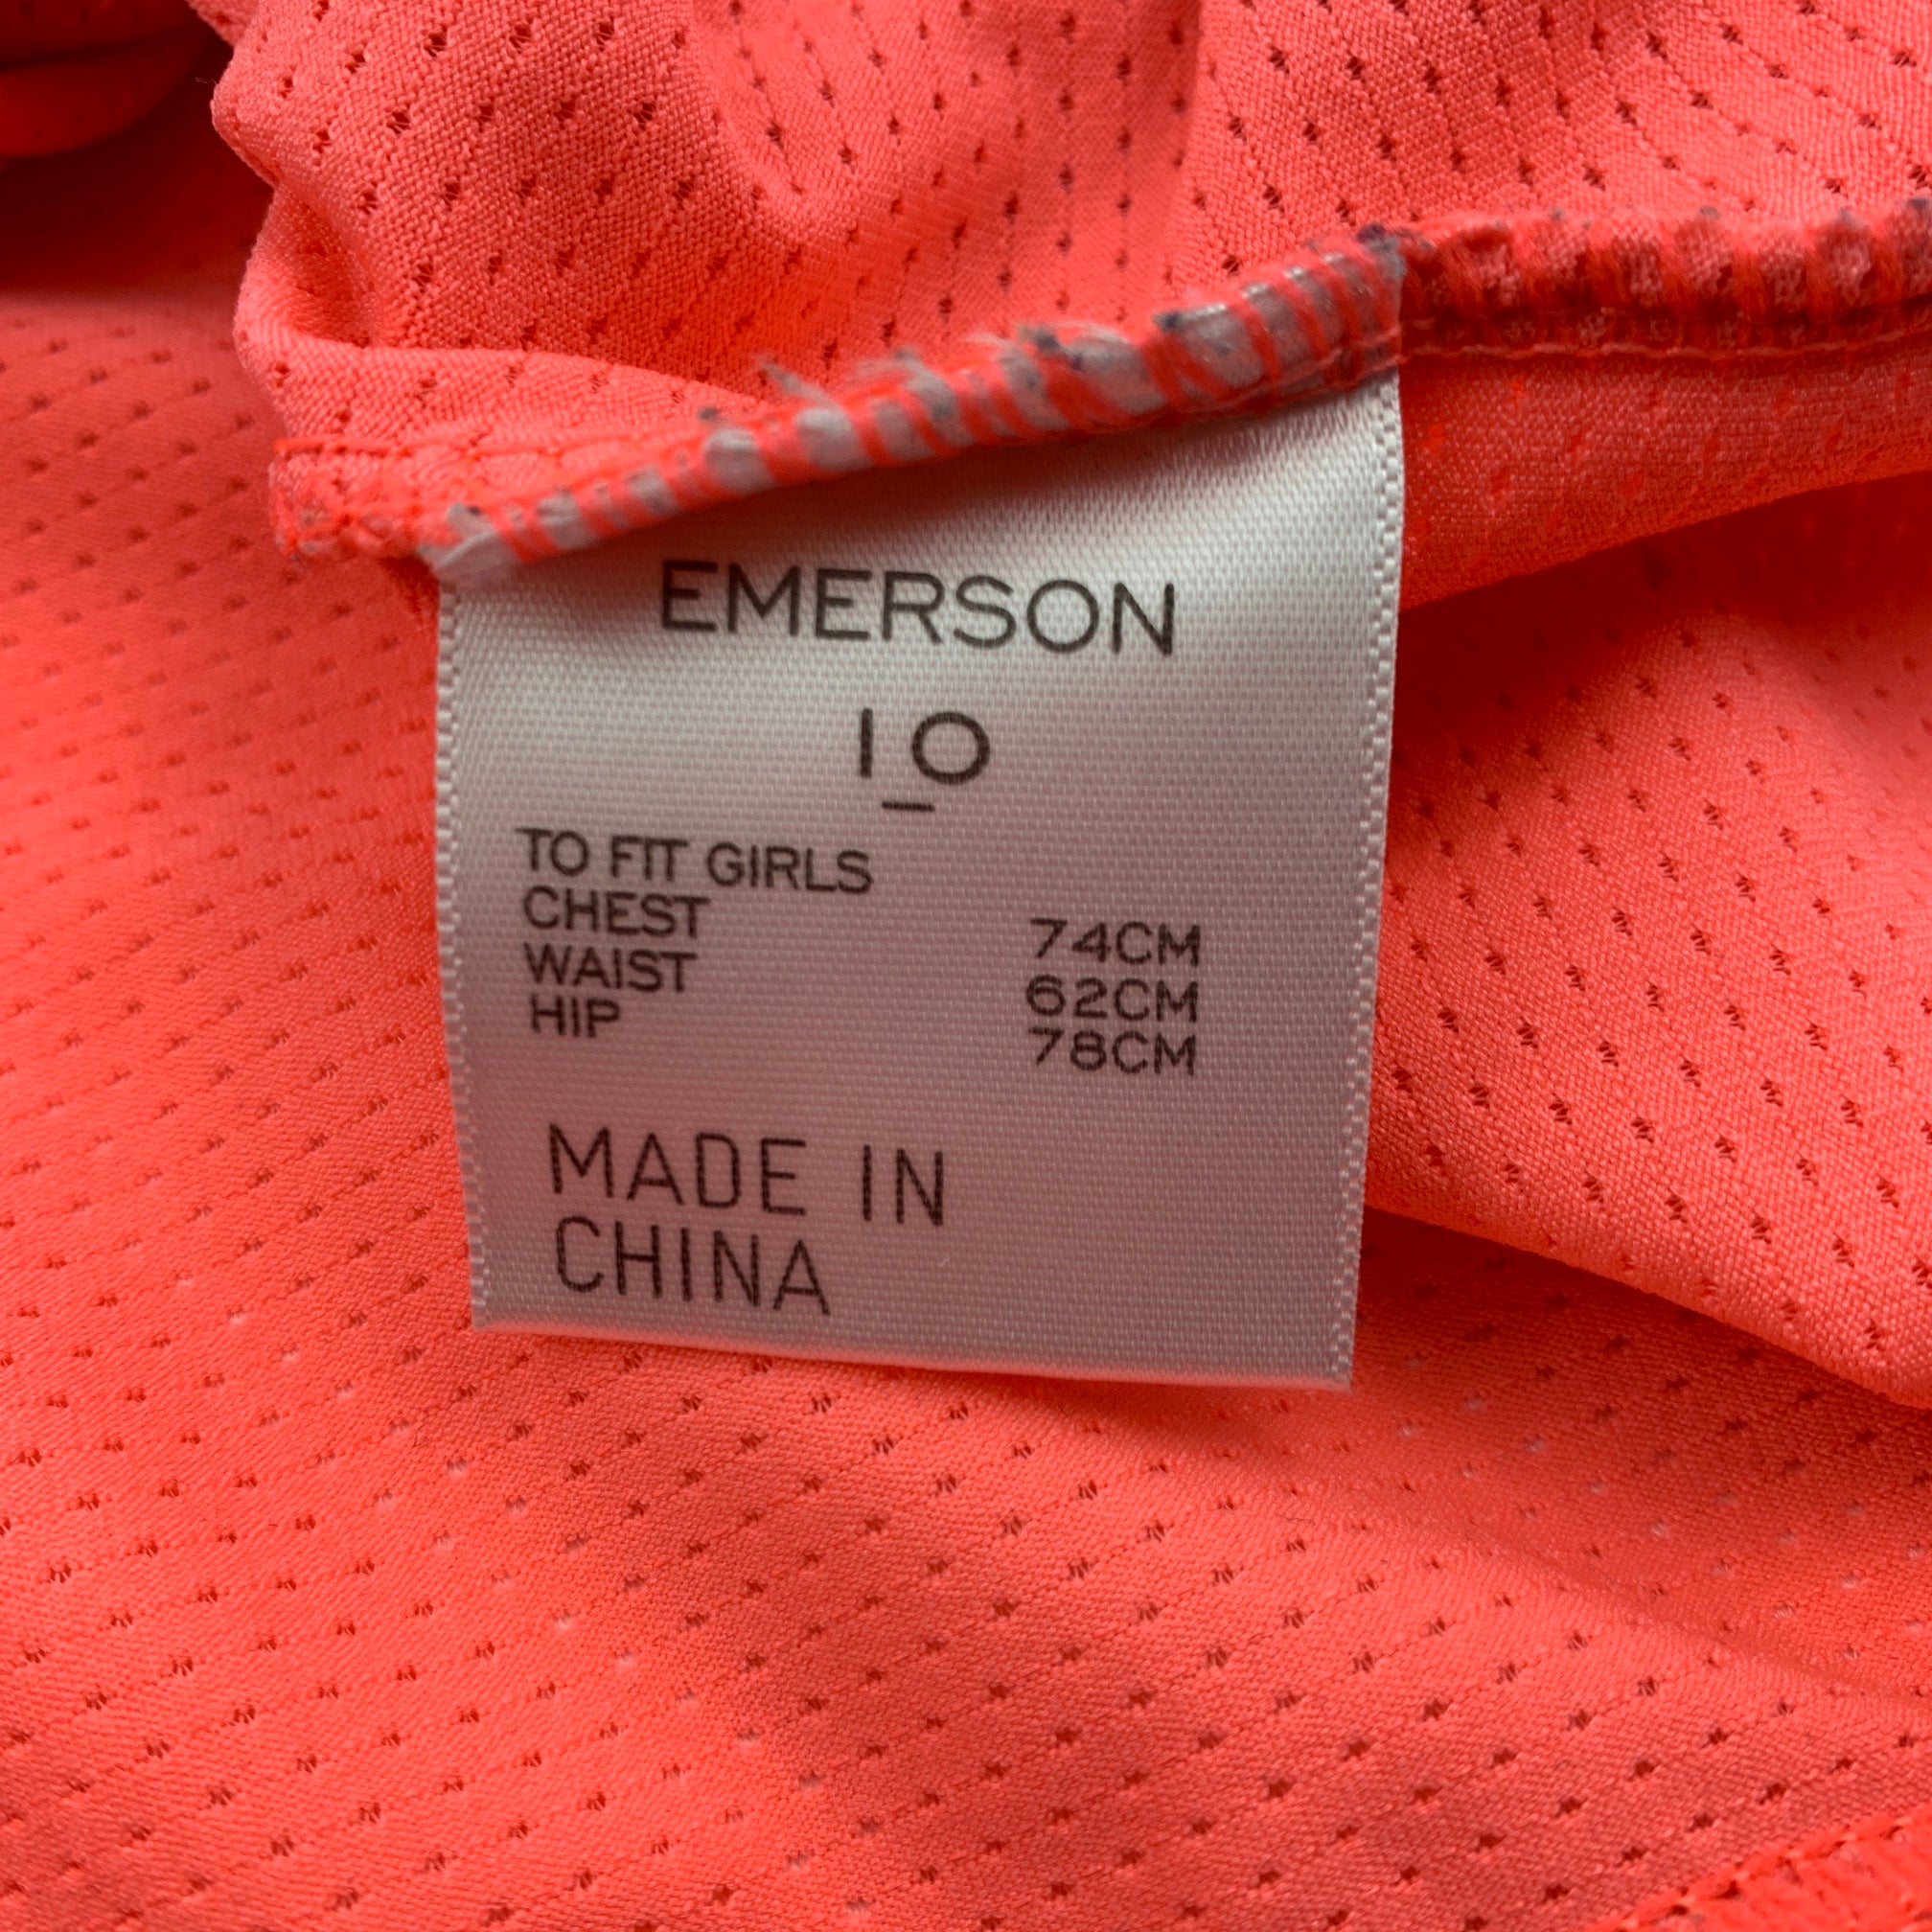 EMERSON
10
TO FIT GIRLS
CHEST 74CM
WAIST 62CM
HIP 78CM
MADE IN
CHINA